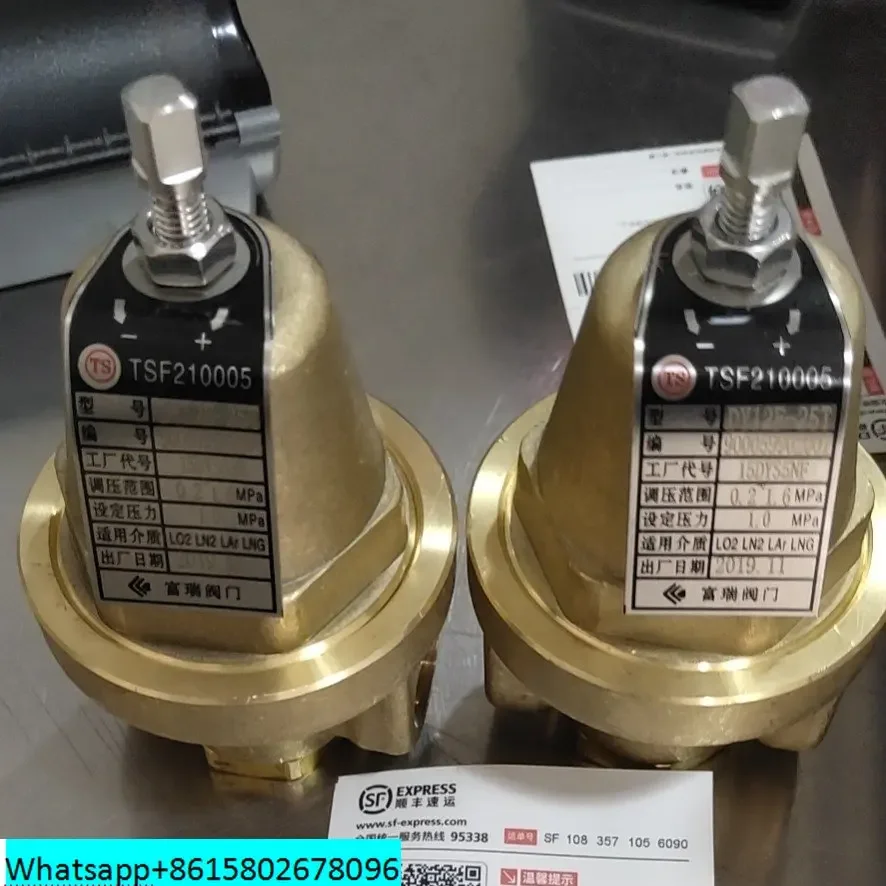 − +
TS TSF210005
型 号
编 号
工厂代号
调压范围 MPa
设定压力 MPa
适用介质 LO2 LN2 LAr LNG
出厂日期
富瑞阀门
− +
TS TSF210005
型 号
编 号
工厂代号 15DYS5NF
调压范围 0.2~1.6 MPa
设定压力 1.0 MPa
适用介质 LO2 LN2 LAr LNG
出厂日期 2019.11
富瑞阀门
SF EXPRESS
顺丰速运
www.sf-express.com
全国统一服务热线 95338
运单号 SF 108 357 105 6090
温馨提示
Whatsapp+8615802678096